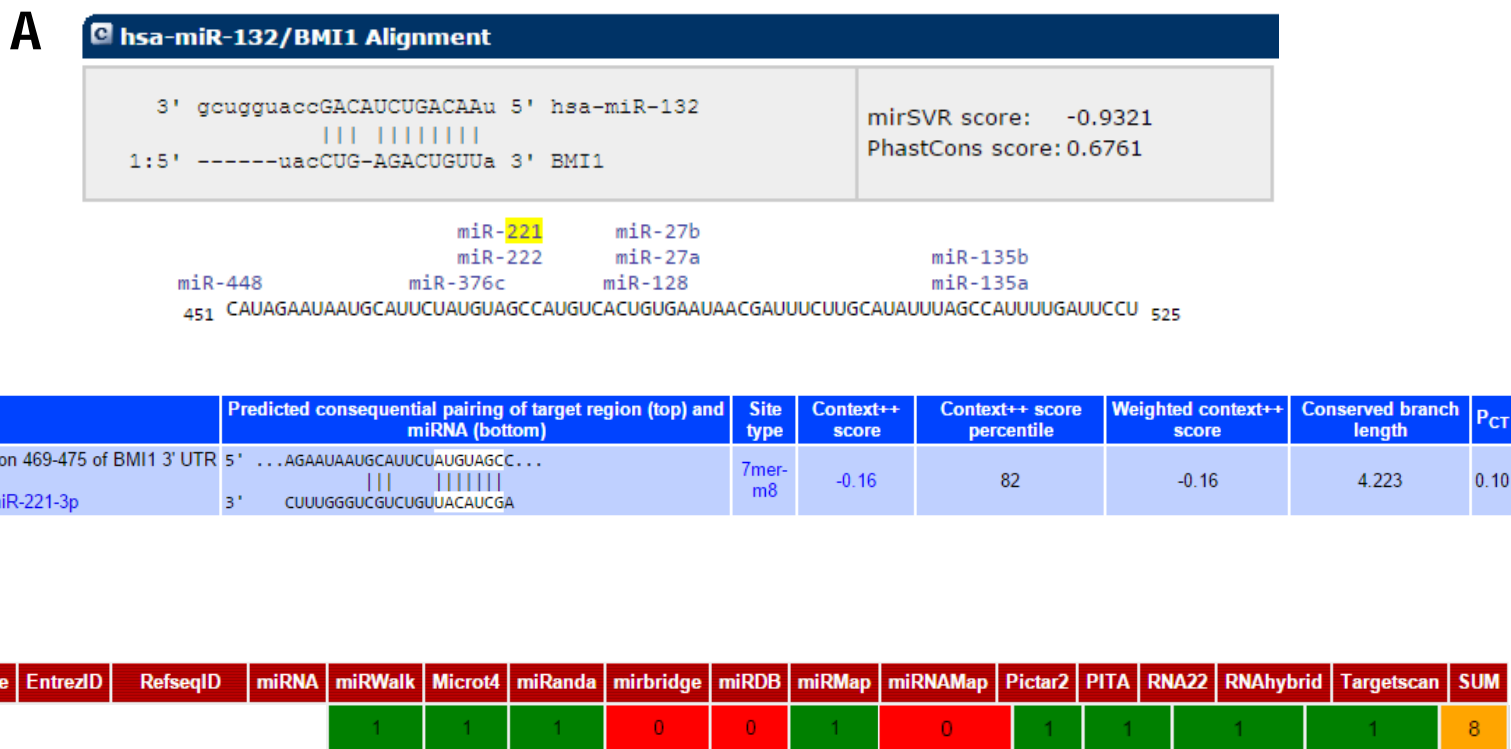 A
C hsa-miR-132/BMI1 Alignment
3' gcugguaccGACAUCUGACAAu 5' hsa-miR-132
||| ||||||||
1:5' ------uacCUG-AGACUGUUa 3' BMI1
mirSVR score: -0.9321
PhastCons score: 0.6761
miR-221 miR-27b
miR-222 miR-27a miR-135b
miR-448 miR-376c miR-128 miR-135a
451 CAUAGAAUAAUGCAUUCUAUGUAGCCAUGUCACUGUGAAUAACGAUUUCUUGCAUAUUUAGCCAUUUUGAUUCCU 525
Predicted consequential pairing of target region (top) and miRNA (bottom) Site type Context++ score Context++ score percentile Weighted context++ score Conserved branch length PCT
on 469-475 of BMI1 3' UTR 5' ...AGAAUAAUGCAUUCUAUGUAGCC... 7mer-m8 -0.16 82 -0.16 4.223 0.10
||| |||||||
iR-221-3p 3' CUUUGGGUCGUCUGUUACAUCGA
e EntrezID RefseqID miRNA miRWalk Microt4 miRanda mirbridge miRDB miRMap miRNAMap Pictar2 PITA RNA22 RNAhybrid Targetscan SUM
1 1 1 0 0 1 0 1 1 1 1 8